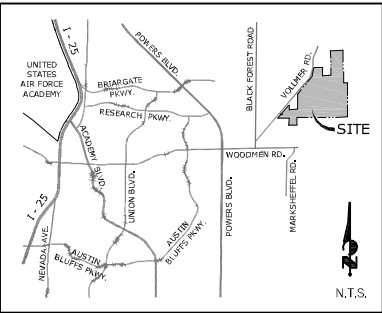 I - 25
POWERS BLVD.
BLACK FOREST ROAD
VOLLMER RD.
UNITED
STATES
AIR FORCE
ACADEMY
BRIARGATE
PKWY.
RESEARCH PKWY.
SITE
ACADEMY
BLVD.
WOODMEN RD.
UNION BLVD.
I - 25
NEVADA AVE.
AUSTIN
BLUFFS PKWY.
AUSTIN
BLUFFS PKWY.
POWERS BLVD.
MARKSHEFFEL RD.
N.T.S.